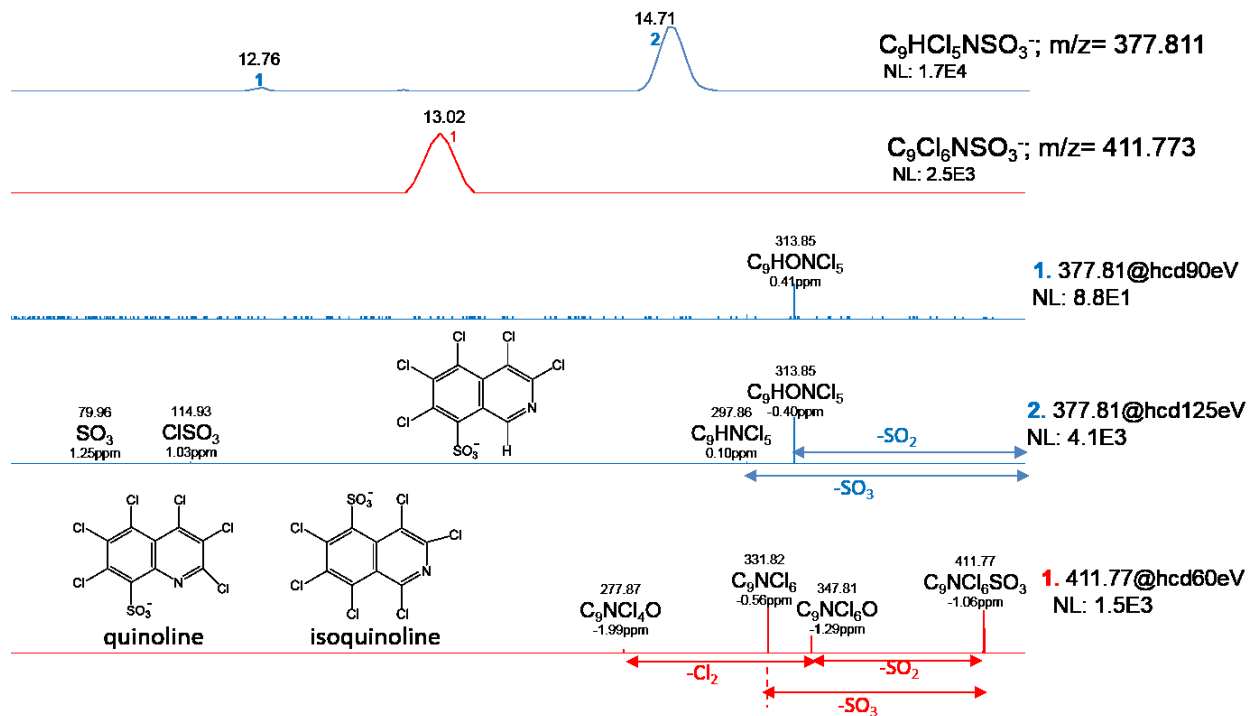 14.71
2
C₉HCl₅NSO₃⁻; m/z= 377.811
NL: 1.7E4
12.76
1
13.02
1
C₉Cl₆NSO₃⁻; m/z= 411.773
NL: 2.5E3
313.85
C₉HONCl₅
0.41ppm
1. 377.81@hcd90eV
NL: 8.8E1
Cl
Cl
Cl
Cl
Cl
N
SO₃⁻
H
79.96
SO₃
1.25ppm
114.93
ClSO₃
1.03ppm
297.86
C₉HNCl₅
0.10ppm
313.85
C₉HONCl₅
-0.40ppm
-SO₂
-SO₃
2. 377.81@hcd125eV
NL: 4.1E3
Cl
Cl
Cl
Cl
Cl
Cl
N
SO₃⁻
quinoline
SO₃⁻
Cl
Cl
Cl
Cl
Cl
Cl
N
isoquinoline
277.87
C₉NCl₄O
-1.99ppm
331.82
C₉NCl₆
-0.56ppm
347.81
C₉NCl₆O
-1.29ppm
411.77
C₉NCl₆SO₃
-1.06ppm
1. 411.77@hcd60eV
NL: 1.5E3
-Cl₂
-SO₂
-SO₃